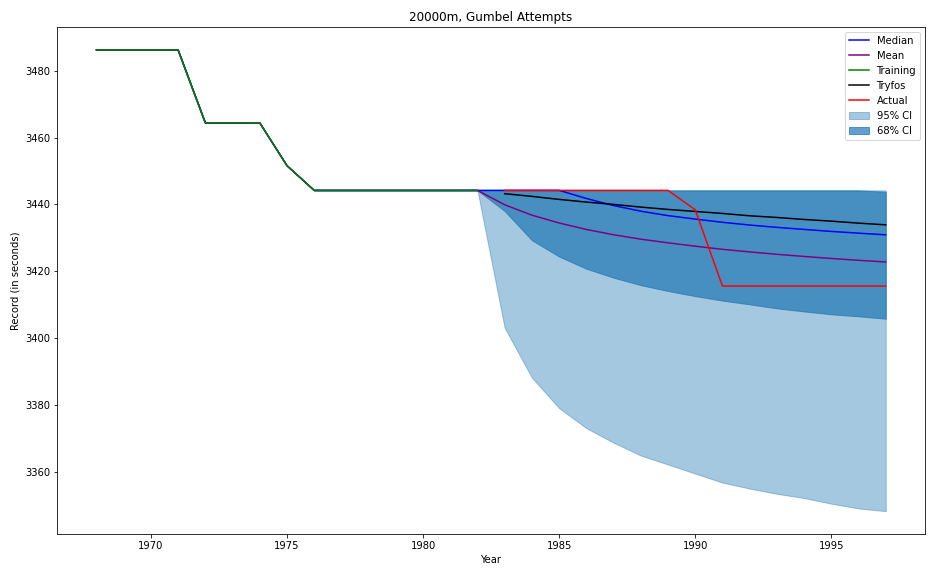 20000m, Gumbel Attempts
Median
Mean
Training
Tryfos
Actual
95% CI
68% CI
Record (in seconds)
3480
3460
3440
3420
3400
3380
3360
1970
1975
1980
1985
1990
1995
Year